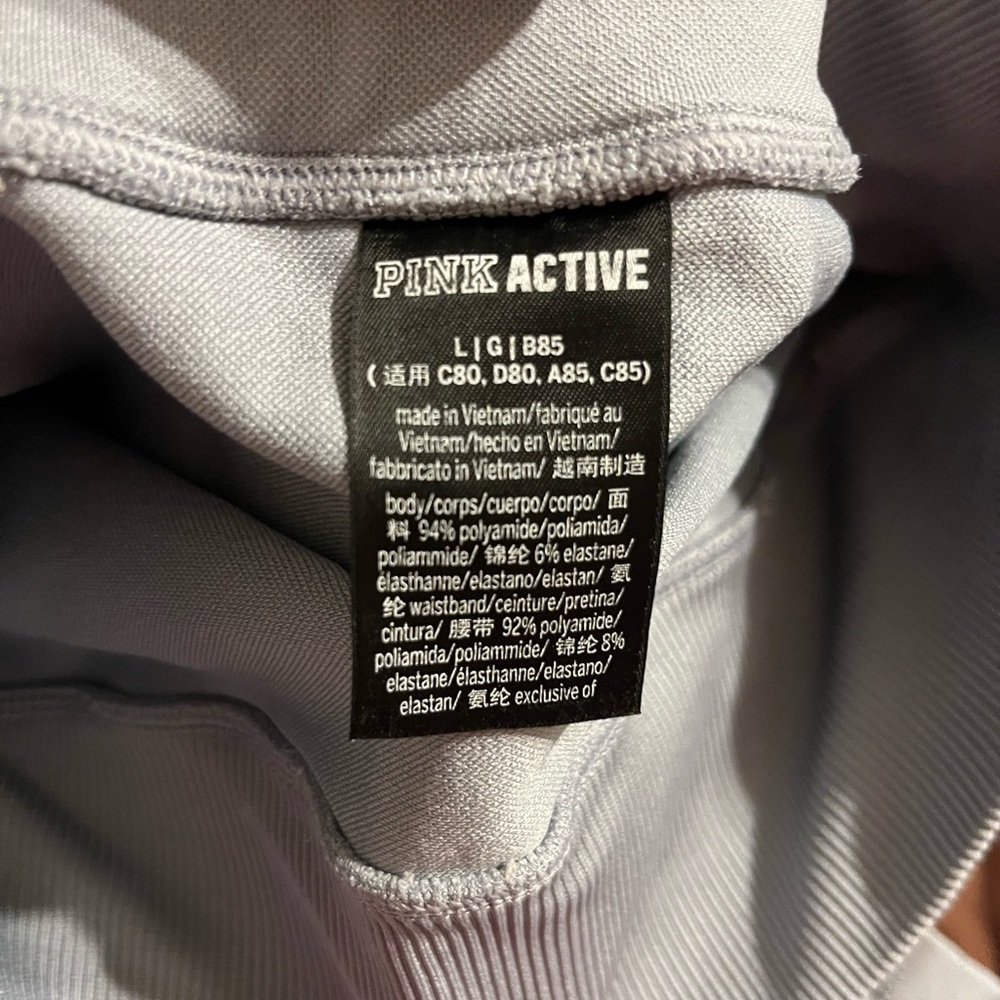 PINK ACTIVE
L | G | B85
( 适用 C80, D80, A85, C85)
made in Vietnam/fabriqué au
Vietnam/hecho en Vietnam/
fabbricato in Vietnam/ 越南制造
body/corps/cuerpo/corpo/ 面
料 94% polyamide/poliamida/
poliammide/ 锦纶 6% elastane/
élasthanne/elastano/elastan/ 氨
纶 waistband/ceinture/pretina/
cintura/ 腰带 92% polyamide/
poliamida/poliammide/ 锦纶 8%
elastane/élasthanne/elastano/
elastan/ 氨纶 exclusive of